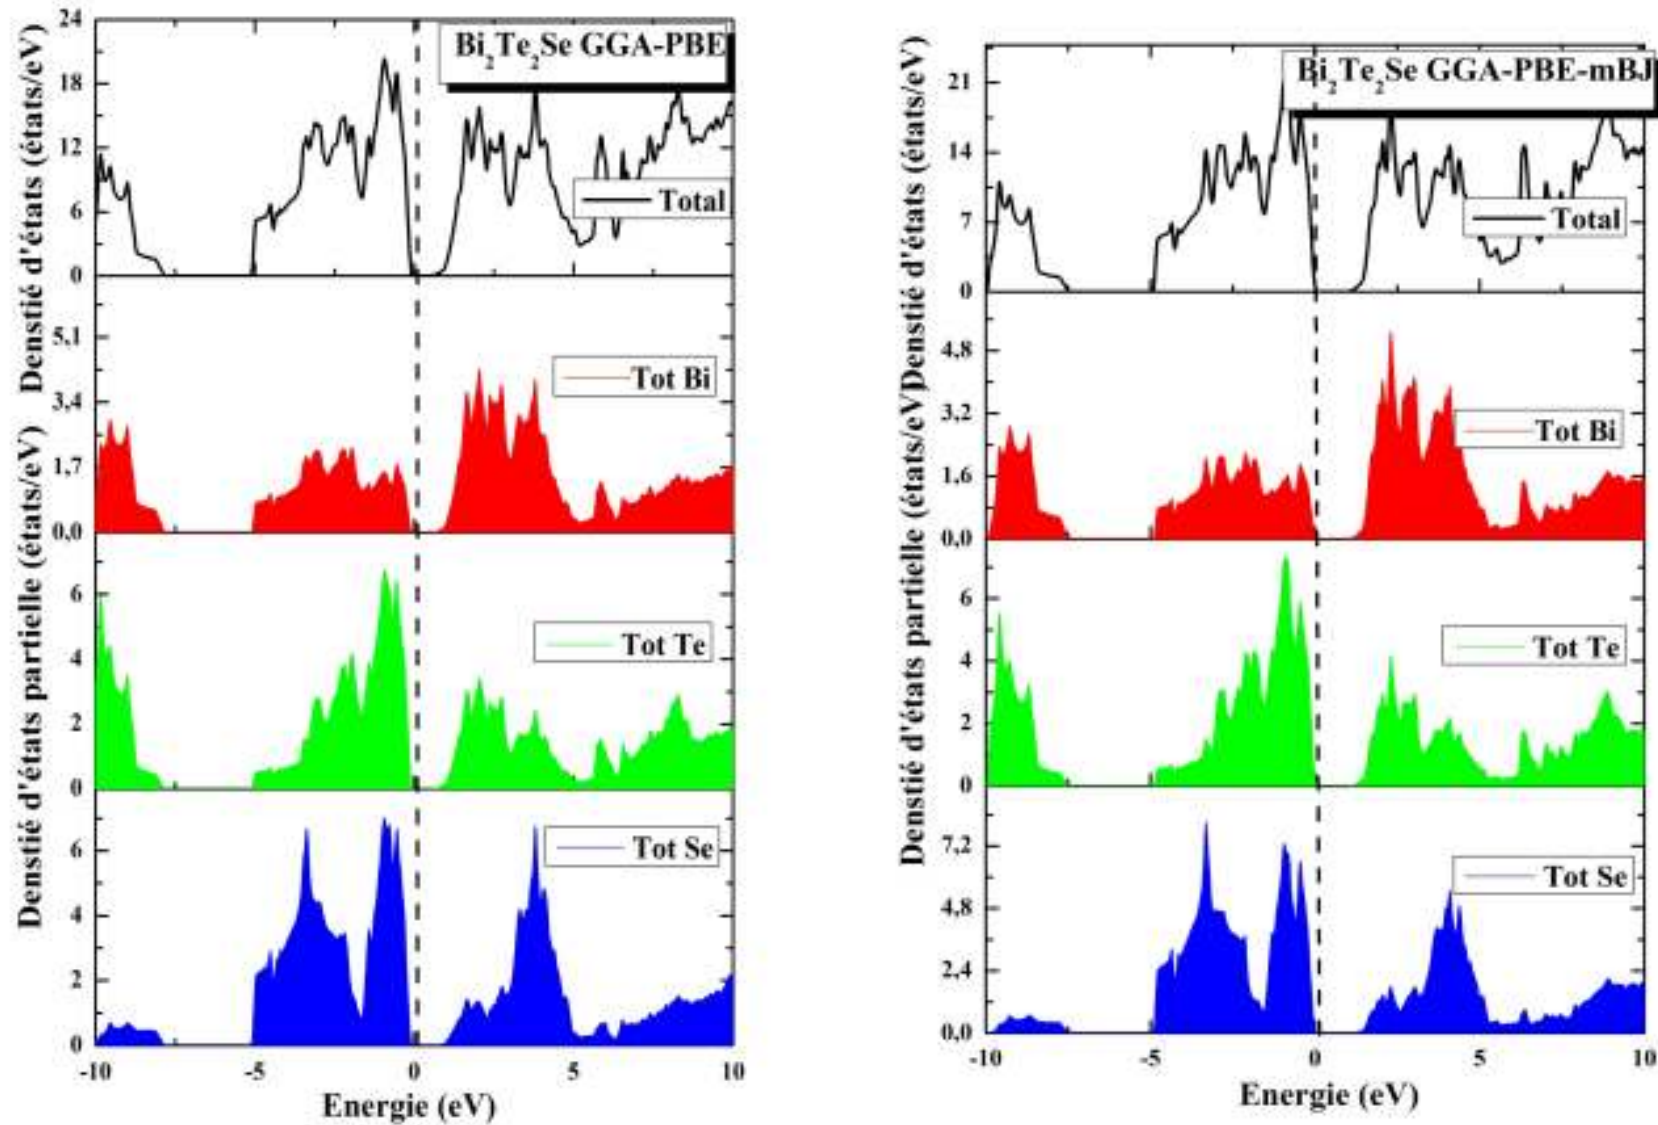 Bi2Te2Se GGA-PBE
Densité d'états (états/eV)
24
18
12
6
0
Total
5,1
3,4
1,7
0,0
Tot Bi
Denstié d'états partielle (états/eV)
6
4
2
0
Tot Te
6
4
2
0
Tot Se
-10
-5
0
5
10
Energie (eV)
Bi2Te2Se GGA-PBE-mBJ
Denstié d'états (états/eV)
21
14
7
0
Total
4,8
3,2
1,6
0,0
Tot Bi
Denstié d'états partielle (états/eV)
6
4
2
0
Tot Te
7,2
4,8
2,4
0,0
Tot Se
-10
-5
0
5
10
Energie (eV)